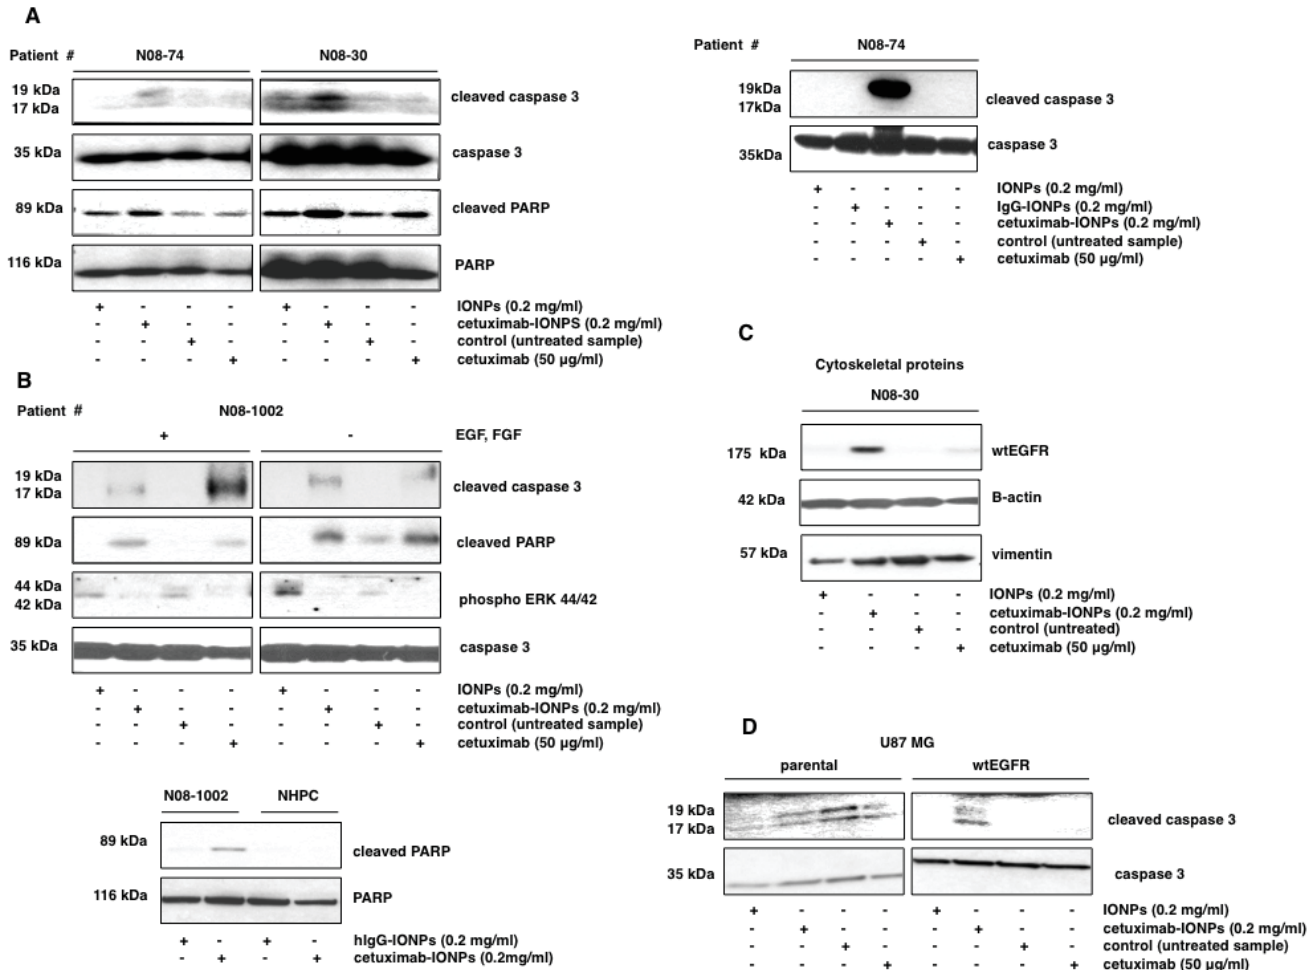 A
Patient # N08-74 N08-30
19 kDa
17 kDa
cleaved caspase 3
35 kDa caspase 3
89 kDa cleaved PARP
116 kDa PARP
+ - - - + - - - IONPs (0.2 mg/ml)
- + - - - + - - cetuximab-IONPS (0.2 mg/ml)
- - + - - - + - control (untreated sample)
- - - + - - - + cetuximab (50 µg/ml)
Patient # N08-74
19kDa
17kDa
cleaved caspase 3
35kDa caspase 3
+ - - - - IONPs (0.2 mg/ml)
- + - - - IgG-IONPs (0.2 mg/ml)
- - + - - cetuximab-IONPs (0.2 mg/ml)
- - - + - control (untreated sample)
- - - - + cetuximab (50 µg/ml)
B
Patient # N08-1002
+ - EGF, FGF
19 kDa
17 kDa
cleaved caspase 3
89 kDa cleaved PARP
44 kDa
42 kDa
phospho ERK 44/42
35 kDa caspase 3
+ - - - + - - - IONPs (0.2 mg/ml)
- + - - - + - - cetuximab-IONPs (0.2 mg/ml)
- - + - - - + - control (untreated sample)
- - - + - - - + cetuximab (50 µg/ml)
N08-1002 NHPC
89 kDa cleaved PARP
116 kDa PARP
+ - + - hIgG-IONPs (0.2 mg/ml)
- + - + cetuximab-IONPs (0.2mg/ml)
C
Cytoskeletal proteins
N08-30
175 kDa wtEGFR
42 kDa B-actin
57 kDa vimentin
+ - - - IONPs (0.2 mg/ml)
- + - - cetuximab-IONPs (0.2 mg/ml)
- - + - control (untreated)
- - - + cetuximab (50 µg/ml)
D
U87 MG
parental wtEGFR
19 kDa
17 kDa
cleaved caspase 3
35 kDa caspase 3
+ - - - + - - - IONPs (0.2 mg/ml)
- + - - - + - - cetuximab-IONPs (0.2 mg/ml)
- - + - - - + - control (untreated sample)
- - - + - - - + cetuximab (50 µg/ml)